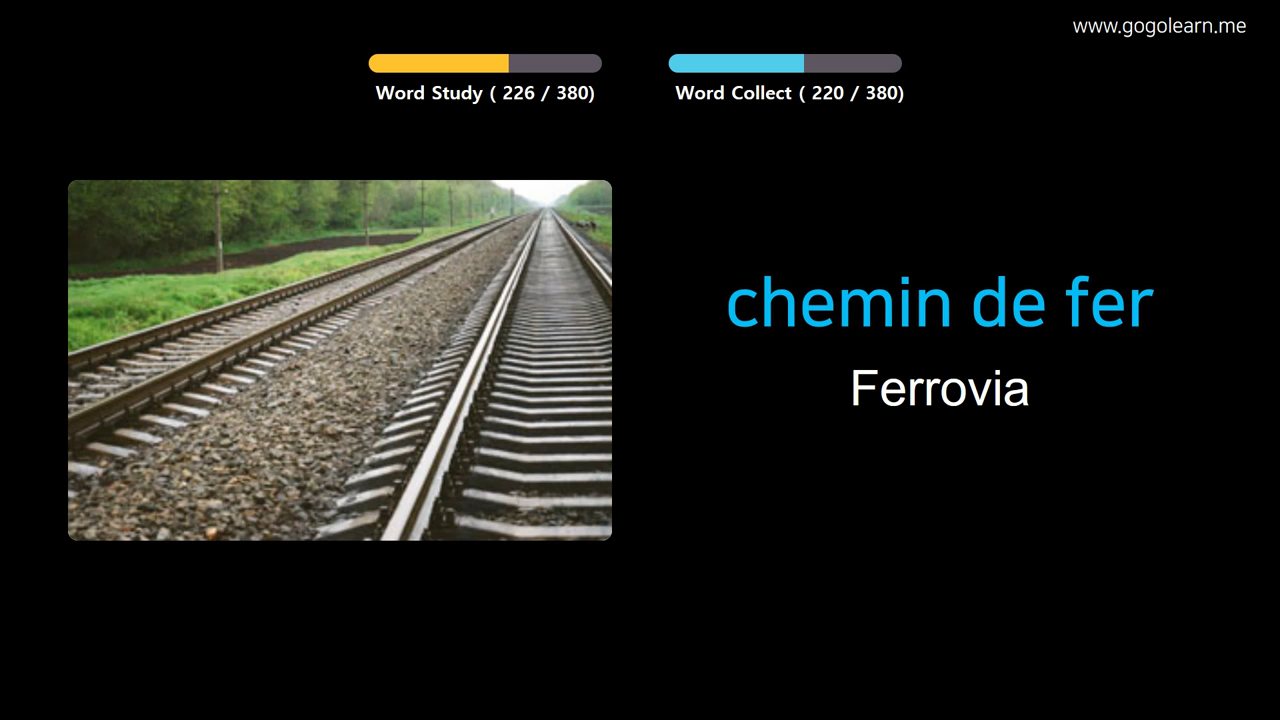 www.gogolearn.me
Word Study ( 226 / 380)
Word Collect ( 220 / 380)
chemin de fer
Ferrovia